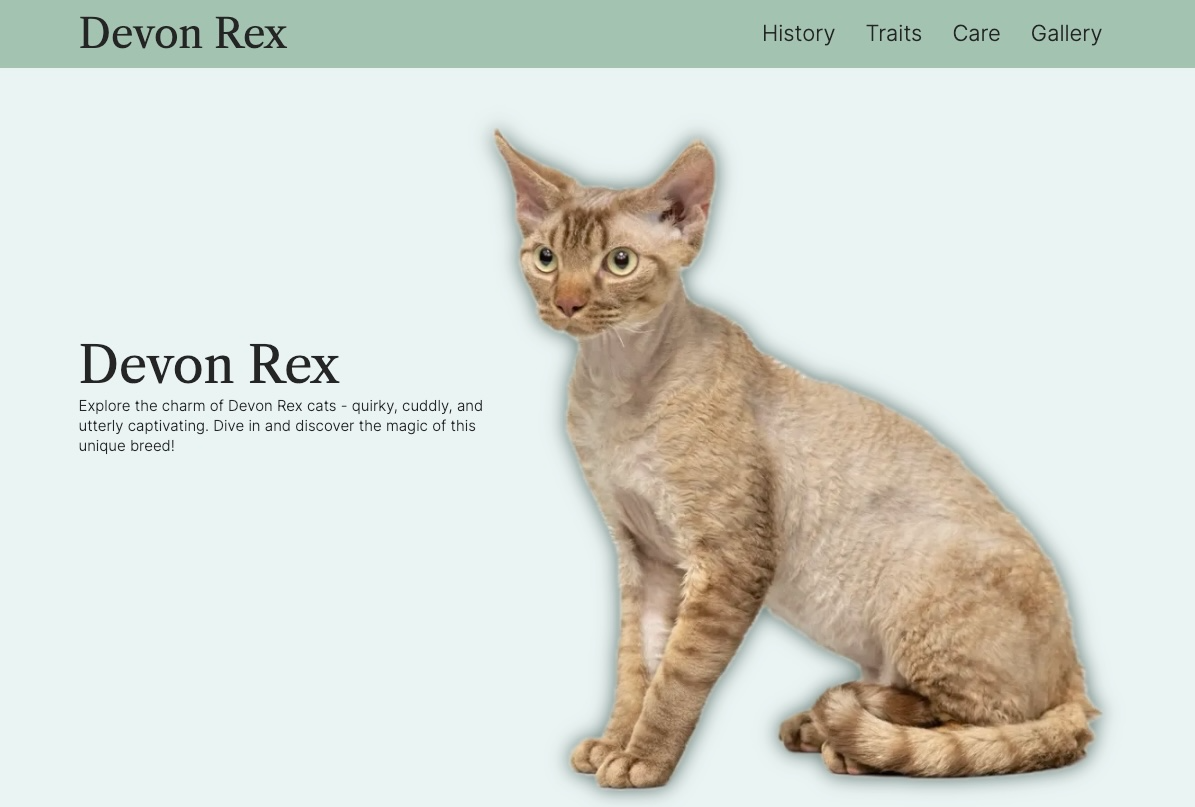 Devon Rex
History Traits Care Gallery
Devon Rex
Explore the charm of Devon Rex cats - quirky, cuddly, and
utterly captivating. Dive in and discover the magic of this
unique breed!